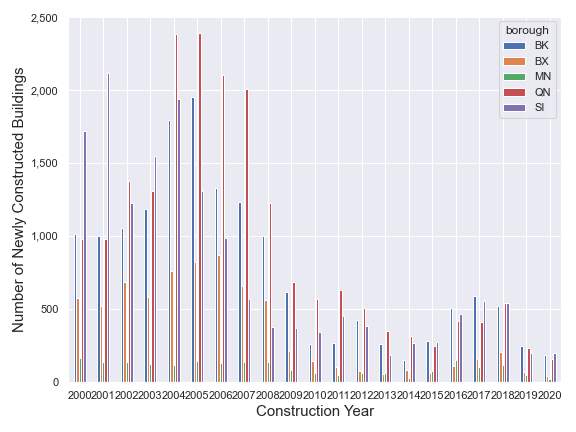 2,500
2,000
1,500
1,000
500
0
Number of Newly Constructed Buildings
borough
BK
BX
MN
QN
SI
2000 2001 2002 2003 2004 2005 2006 2007 2008 2009 2010 2011 2012 2013 2014 2015 2016 2017 2018 2019 2020
Construction Year